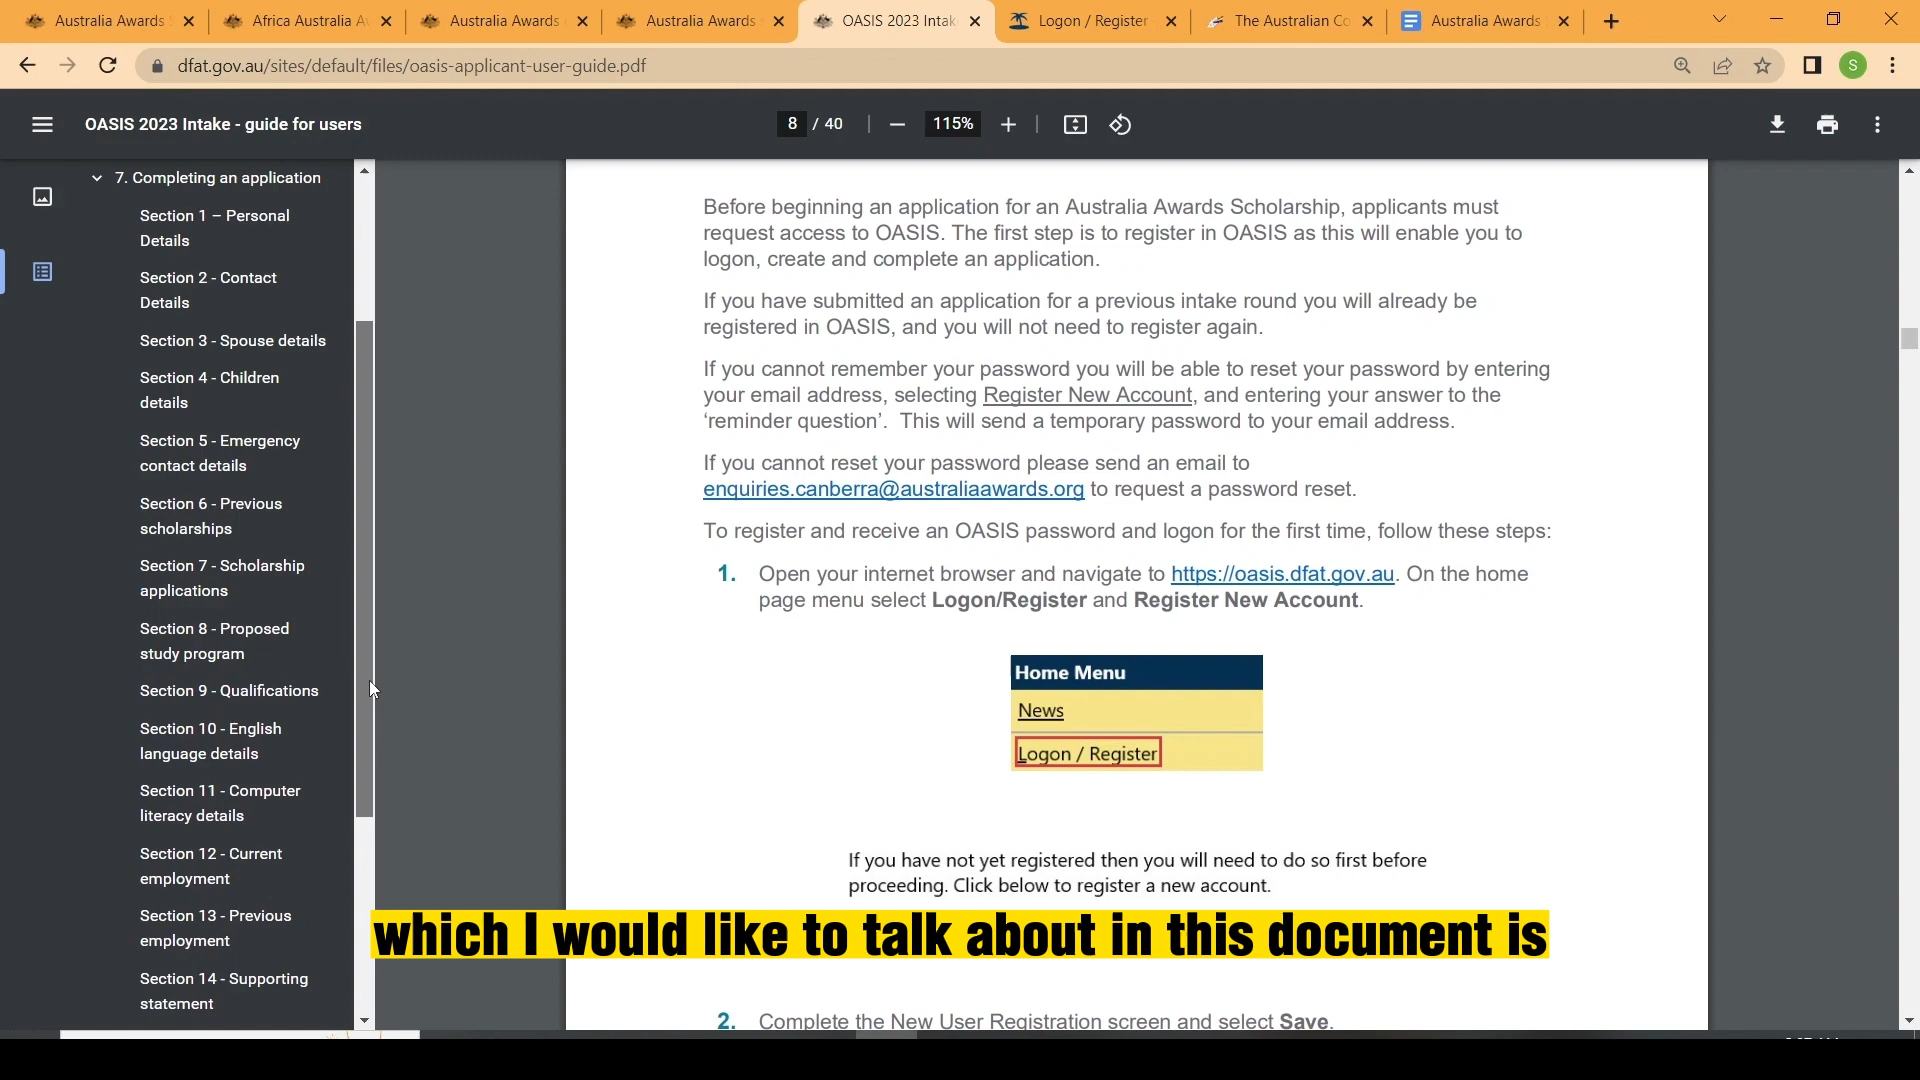 Australia Awards
Africa Australia A
Australia Awards
Australia Awards
OASIS 2023 Intak
Logon / Register
The Australian Co
Australia Awards
dfat.gov.au/sites/default/files/oasis-applicant-user-guide.pdf
S
OASIS 2023 Intake - guide for users
8 / 40
115%
7. Completing an application
Section 1 – Personal
Details
Section 2 - Contact
Details
Section 3 - Spouse details
Section 4 - Children
details
Section 5 - Emergency
contact details
Section 6 - Previous
scholarships
Section 7 - Scholarship
applications
Section 8 - Proposed
study program
Section 9 - Qualifications
Section 10 - English
language details
Section 11 - Computer
literacy details
Section 12 - Current
employment
Section 13 - Previous
employment
Section 14 - Supporting
statement
Before beginning an application for an Australia Awards Scholarship, applicants must
request access to OASIS. The first step is to register in OASIS as this will enable you to
logon, create and complete an application.
If you have submitted an application for a previous intake round you will already be
registered in OASIS, and you will not need to register again.
If you cannot remember your password you will be able to reset your password by entering
your email address, selecting Register New Account, and entering your answer to the
‘reminder question’. This will send a temporary password to your email address.
If you cannot reset your password please send an email to
enquiries.canberra@australiaawards.org to request a password reset.
To register and receive an OASIS password and logon for the first time, follow these steps:
1. Open your internet browser and navigate to https://oasis.dfat.gov.au. On the home
page menu select Logon/Register and Register New Account.
Home Menu
News
Logon / Register
If you have not yet registered then you will need to do so first before
proceeding. Click below to register a new account.
which I would like to talk about in this document is
2. Complete the New User Registration screen and select Save.